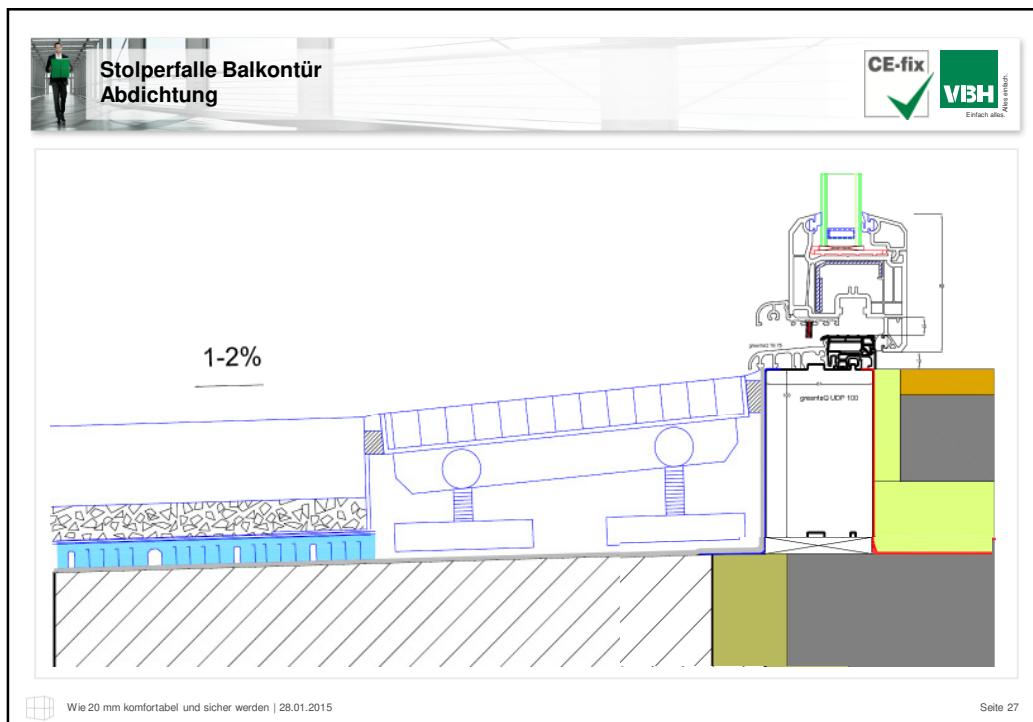 Stolperfalle Balkontür
Abdichtung
CE-fix
VBH
Alles einfach.
Einfach alles.
1-2%
greenteQ UDP 100
Wie 20 mm komfortabel und sicher werden | 28.01.2015
Seite 27